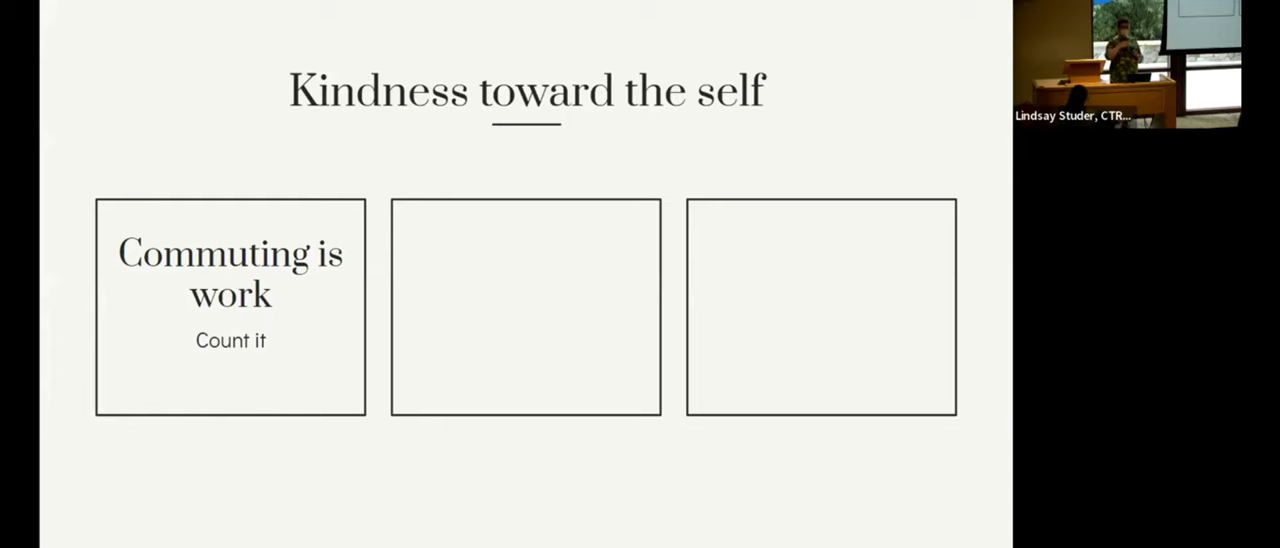 Kindness toward the self
Commuting is
work
Count it
Lindsay Studer, CTR...